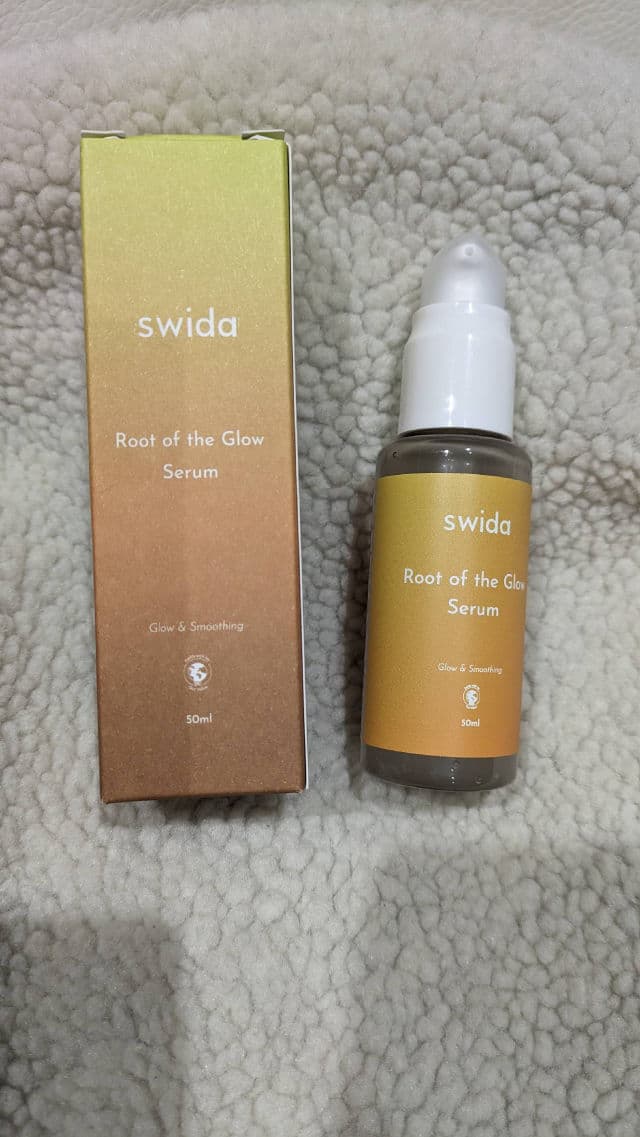 swida
Root of the Glow
Serum
Glow & Smoothing
50ml
swida
Root of the Glow
Serum
Glow & Smoothing
50ml